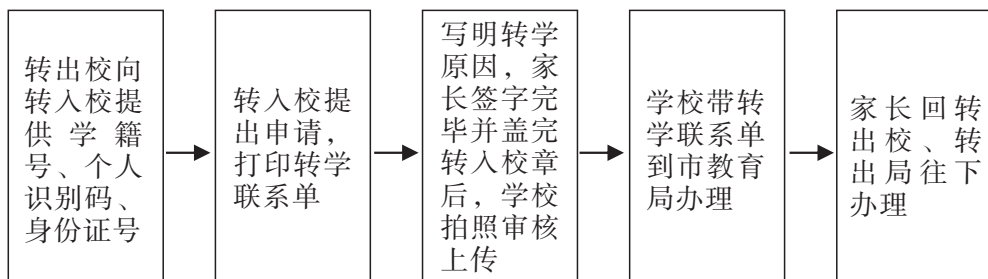 转出校向
转入校提
供学籍
号、个人
识别码、
身份证号
转入校提
出申请，
打印转学
联系单
写明转学
原因，家
长签字完
毕并盖完
转入校章
后，学校
拍照审核
上传
学校带转
学联系单
到市教育
局办理
家长回转
出校、转
出局往下
办理